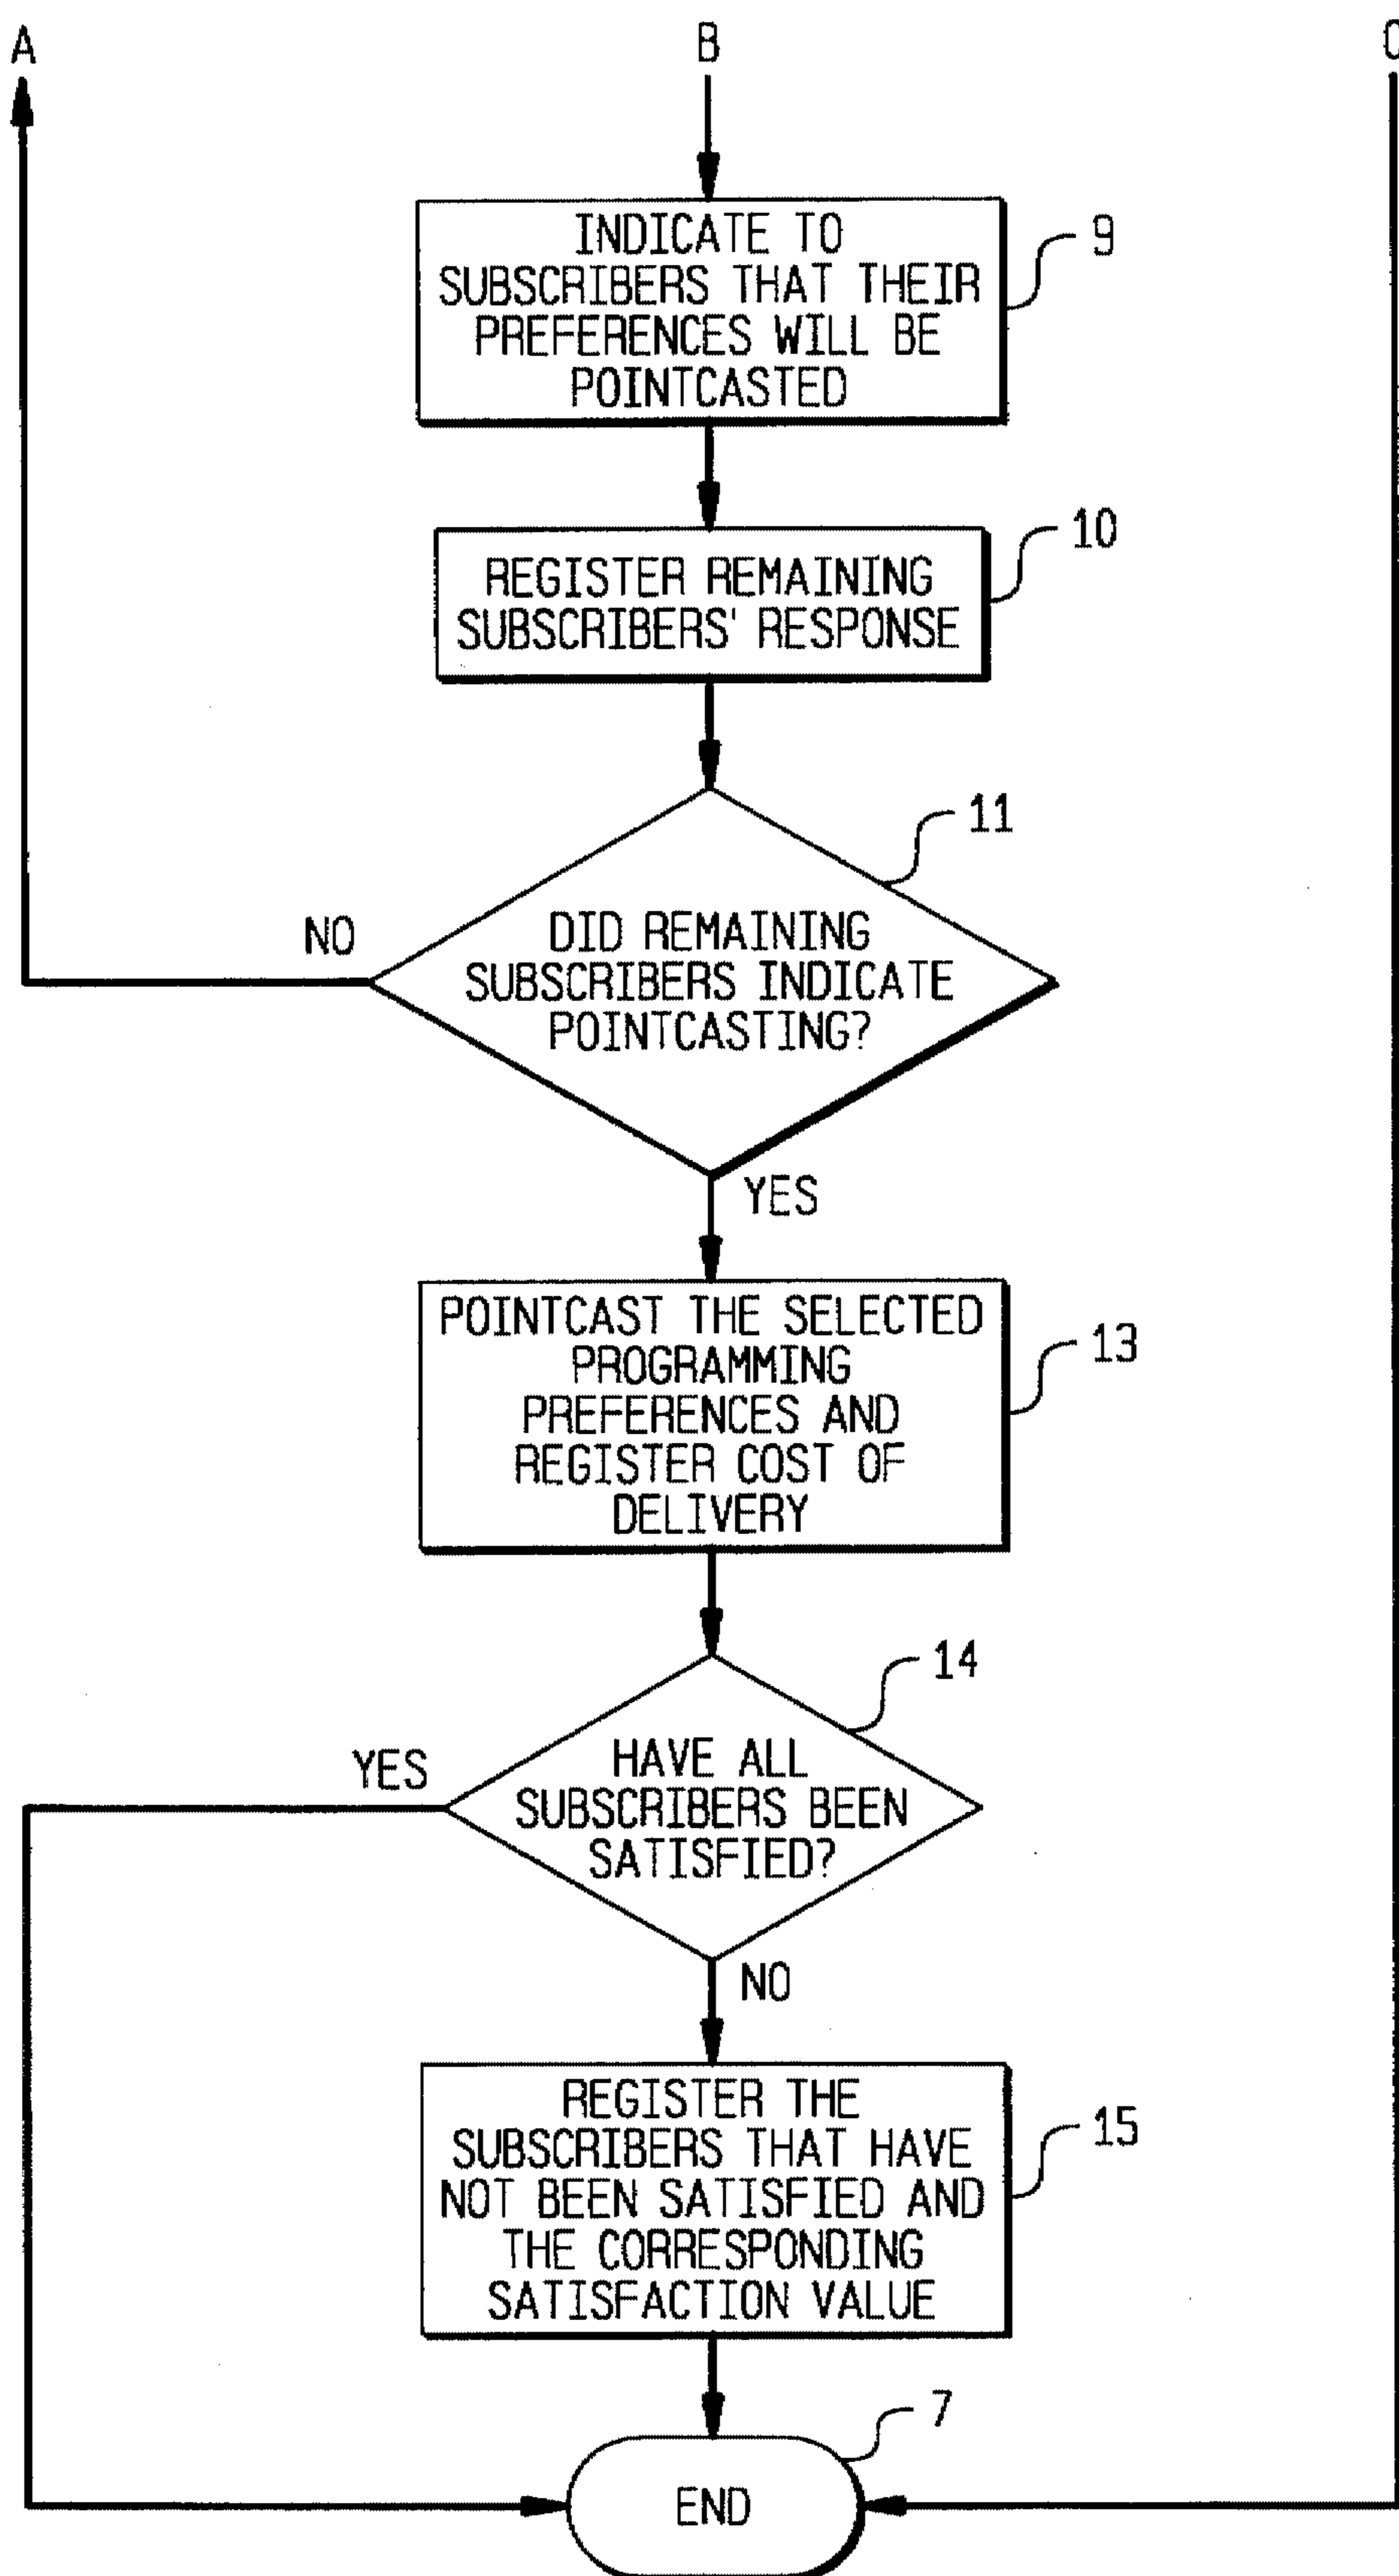 A
B
C
INDICATE TO
SUBSCRIBERS THAT THEIR
PREFERENCES WILL BE
POINTCASTED
9
REGISTER REMAINING
SUBSCRIBERS' RESPONSE
10
11
NO
DID REMAINING
SUBSCRIBERS INDICATE
POINTCASTING?
YES
POINTCAST THE SELECTED
PROGRAMMING
PREFERENCES AND
REGISTER COST OF
DELIVERY
13
14
YES
HAVE ALL
SUBSCRIBERS BEEN
SATISFIED?
NO
REGISTER THE
SUBSCRIBERS THAT HAVE
NOT BEEN SATISFIED AND
THE CORRESPONDING
SATISFACTION VALUE
15
7
END